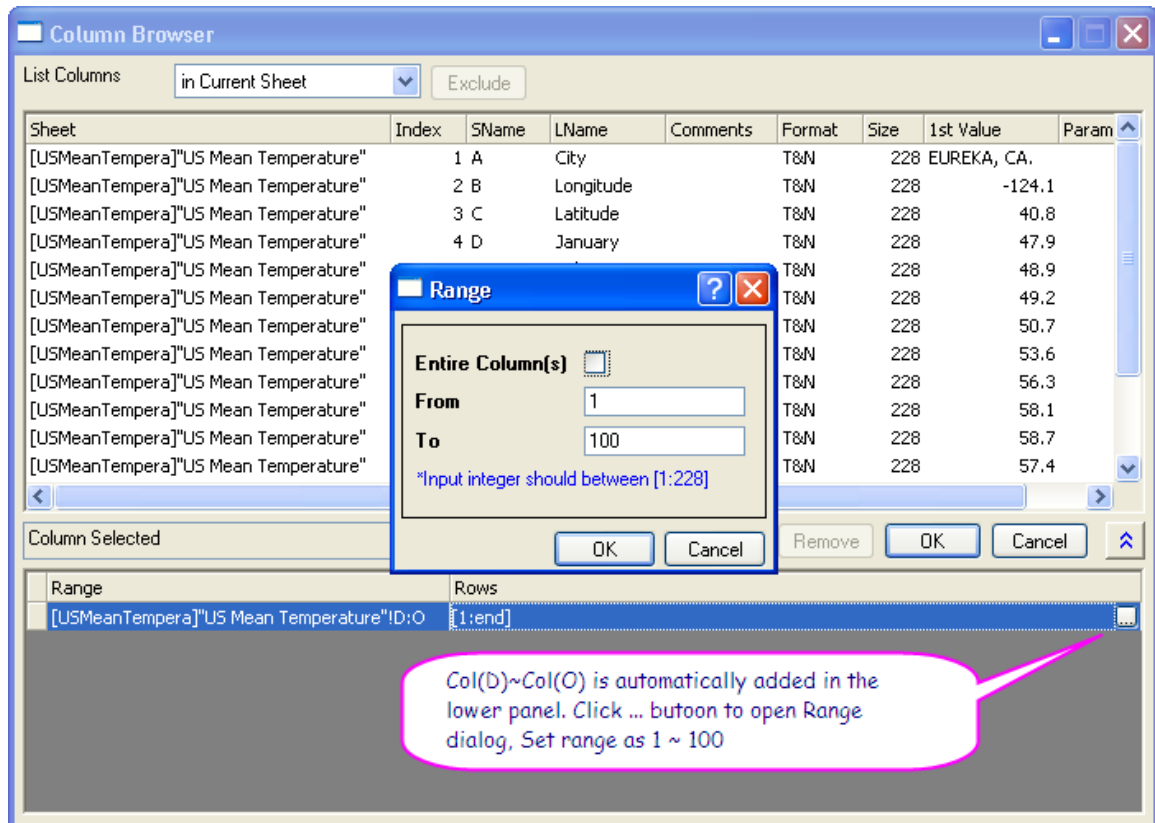 Column Browser
List Columns in Current Sheet Exclude
Sheet Index SName LName Comments Format Size 1st Value Param
[USMeanTempera]"US Mean Temperature" 1 A City T&N 228 EUREKA, CA.
[USMeanTempera]"US Mean Temperature" 2 B Longitude T&N 228 -124.1
[USMeanTempera]"US Mean Temperature" 3 C Latitude T&N 228 40.8
[USMeanTempera]"US Mean Temperature" 4 D January T&N 228 47.9
[USMeanTempera]"US Mean Temperature" T&N 228 48.9
[USMeanTempera]"US Mean Temperature" T&N 228 49.2
[USMeanTempera]"US Mean Temperature" T&N 228 50.7
[USMeanTempera]"US Mean Temperature" T&N 228 53.6
[USMeanTempera]"US Mean Temperature" T&N 228 56.3
[USMeanTempera]"US Mean Temperature" T&N 228 58.1
[USMeanTempera]"US Mean Temperature" T&N 228 58.7
[USMeanTempera]"US Mean Temperature" T&N 228 57.4
Range
Entire Column(s)
From 1
To 100
*Input integer should between [1:228]
OK Cancel
Column Selected Remove OK Cancel
Range Rows
[USMeanTempera]"US Mean Temperature"!D:O [1:end] ...
Col(D)~Col(O) is automatically added in the
lower panel. Click ... butoon to open Range
dialog, Set range as 1 ~ 100